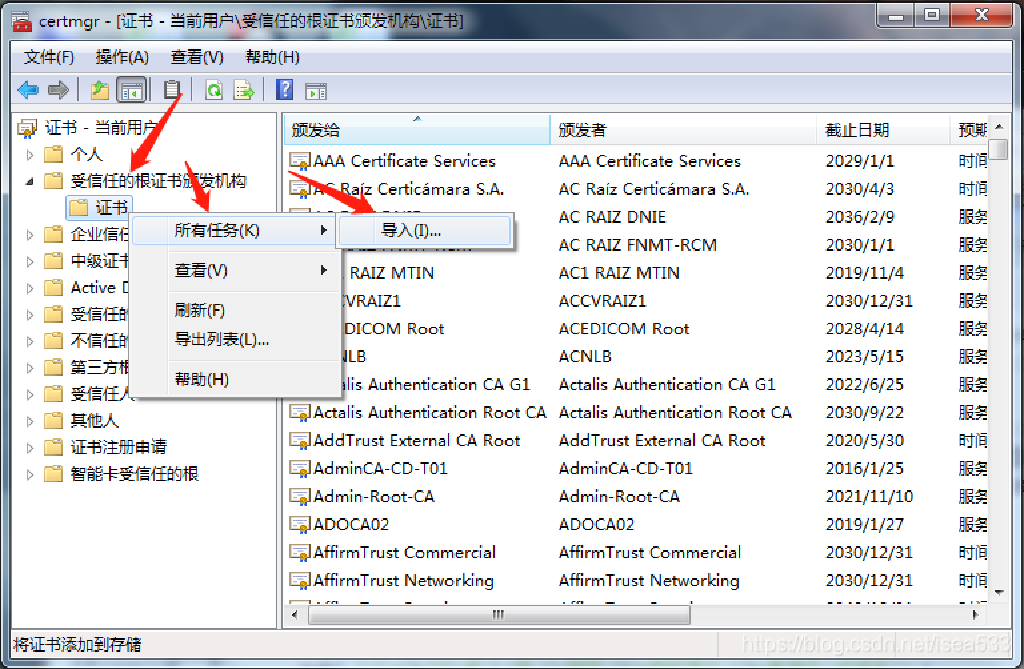 certmgr - [证书 - 当前用户\受信任的根证书颁发机构\证书]
文件(F) 操作(A) 查看(V) 帮助(H)
证书 - 当前用户
个人
受信任的根证书颁发机构
证书
企业信任
中级证书
Active D
受信任的
不信任的
第三方根
受信任人
其他人
证书注册申请
智能卡受信任的根
所有任务(K)
查看(V)
刷新(F)
导出列表(L)...
帮助(H)
导入(I)...
颁发给 颁发者 截止日期 预期
AAA Certificate Services AAA Certificate Services 2029/1/1 时间
AC Raíz Certicámara S.A. AC Raíz Certicámara S.A. 2030/4/3 时间
AC RAIZ DNIE 2036/2/9 服务
AC RAIZ FNMT-RCM 2030/1/1 服务
RAIZ MTIN AC1 RAIZ MTIN 2019/11/4 服务
CVRAIZ1 ACCVRAIZ1 2030/12/31 服务
EDICOM Root ACEDICOM Root 2028/4/14 服务
NLB ACNLB 2023/5/15 服务
Actalis Authentication CA G1 Actalis Authentication CA G1 2022/6/25 服务
Actalis Authentication Root CA Actalis Authentication Root CA 2030/9/22 服务
AddTrust External CA Root AddTrust External CA Root 2020/5/30 时间
AdminCA-CD-T01 AdminCA-CD-T01 2016/1/25 服务
Admin-Root-CA Admin-Root-CA 2021/11/10 服务
ADOCA02 ADOCA02 2019/1/27 服务
AffirmTrust Commercial AffirmTrust Commercial 2030/12/31 时间
AffirmTrust Networking AffirmTrust Networking 2030/12/31 时间
将证书添加到存储
https://blog.csdn.net/isea533